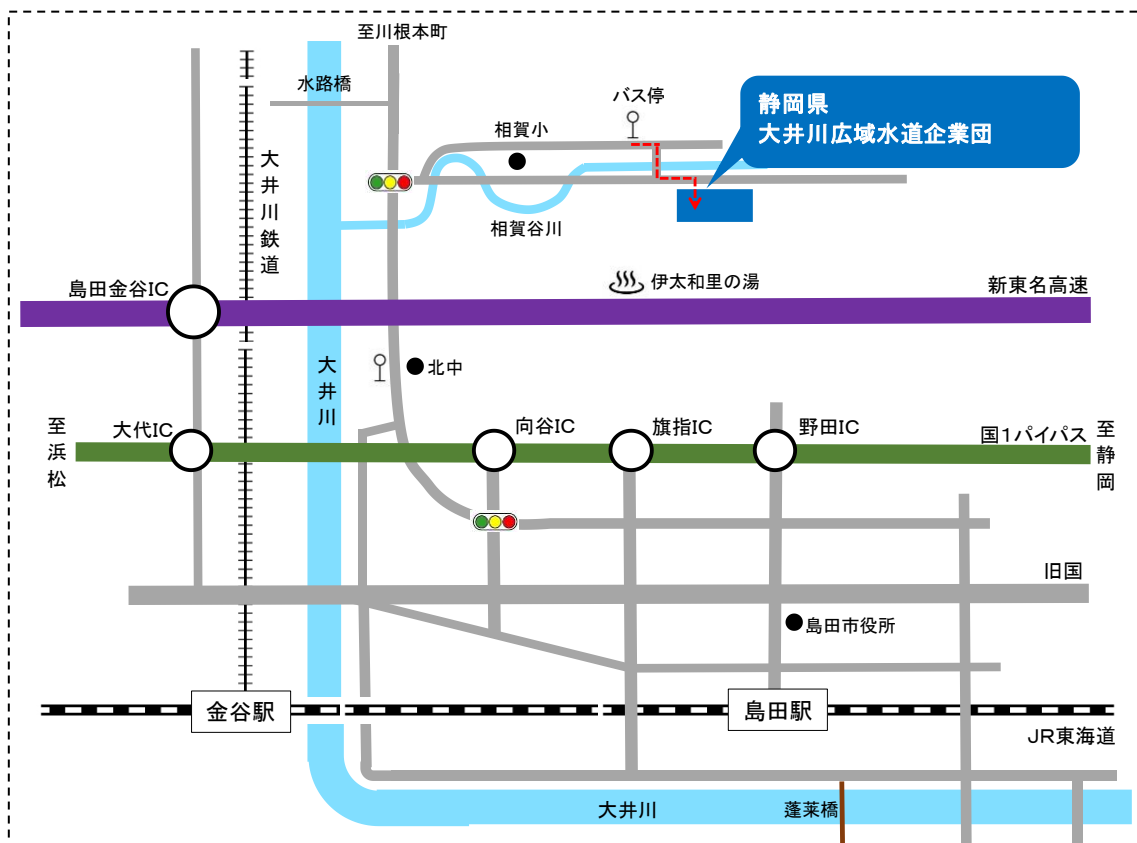 至川根本町
水路橋
バス停
静岡県
大井川広域水道企業団
相賀小
大井川鉄道
相賀谷川
島田金谷IC
伊太和里の湯
新東名高速
大井川
北中
至浜松
大代IC
向谷IC
旗指IC
野田IC
国1パイパス
至静岡
旧国
島田市役所
金谷駅
島田駅
JR東海道
大井川
蓬莱橋